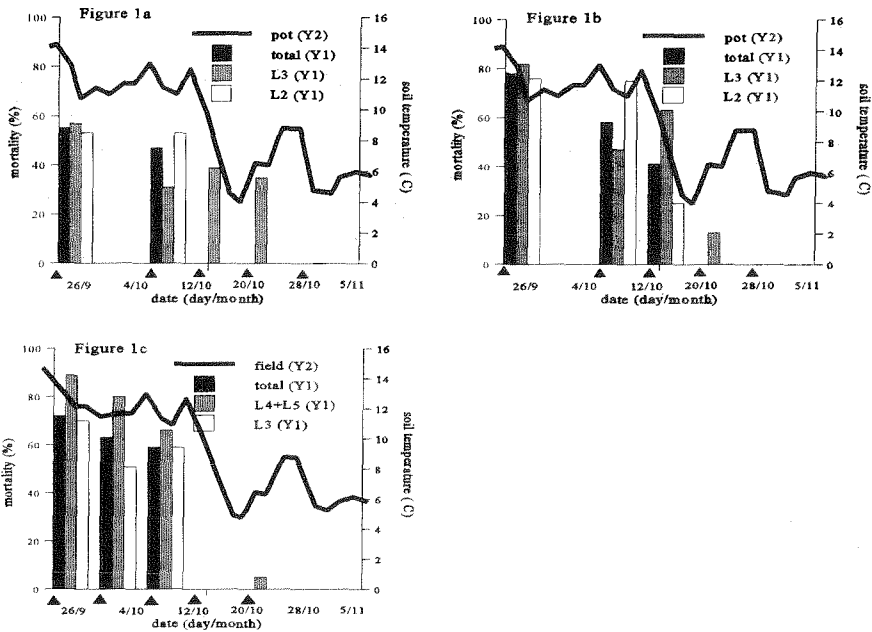 Figure 1a
pot (Y2)
total (Y1)
L3 (Y1)
L2 (Y1)
mortality (%)
100
80
60
40
20
0
16
14
12
10
8
6
4
2
0
soil temperature ( C)
26/9 4/10 12/10 20/10 28/10 5/11
date (day/month)
Figure 1b
pot (Y2)
total (Y1)
L3 (Y1)
L2 (Y1)
mortality (%)
100
80
60
40
20
0
16
14
12
10
8
6
4
2
0
soil temperature ( C)
26/9 4/10 12/10 20/10 28/10 5/11
date (day/month)
Figure 1c
field (Y2)
total (Y1)
L4+L5 (Y1)
L3 (Y1)
mortality (%)
100
80
60
40
20
0
16
14
12
10
8
6
4
2
0
soil temperature ( C)
26/9 4/10 12/10 20/10 28/10 5/11
date (day/month)